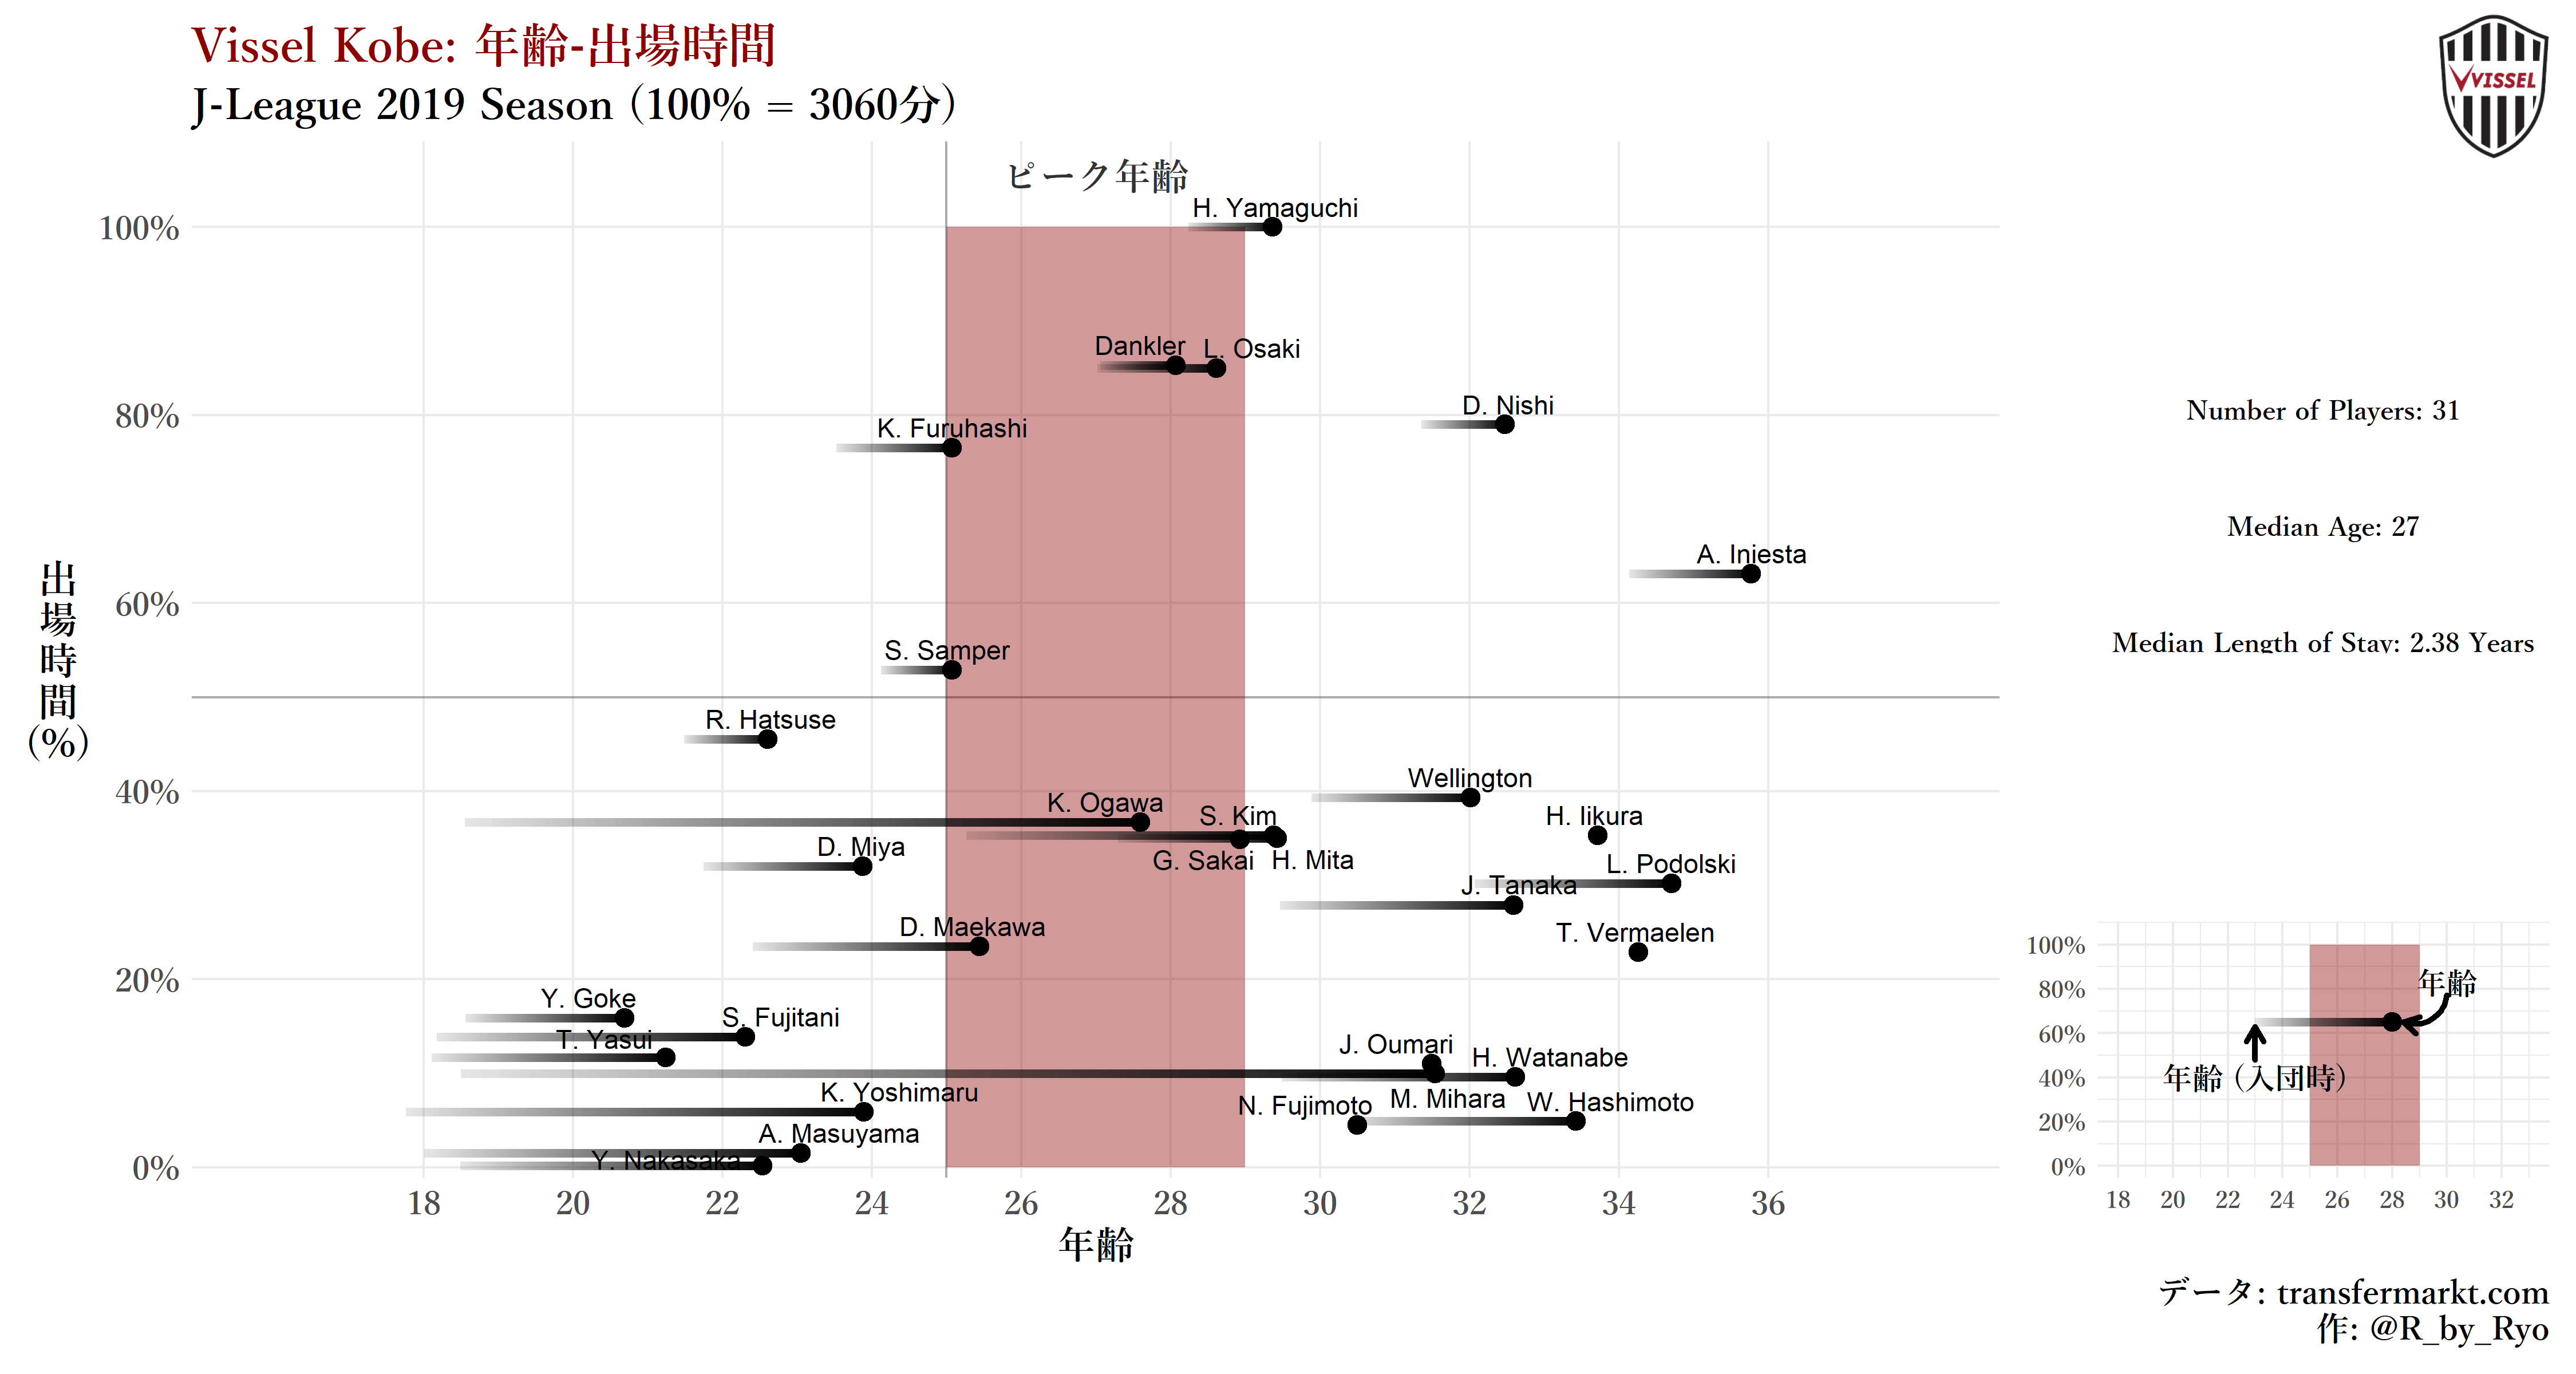 Vissel Kobe: 年齢-出場時間
J-League 2019 Season (100% = 3060分)
VISSEL
ピーク年齢
H. Yamaguchi
100%
Dankler
L. Osaki
D. Nishi
80%
K. Furuhashi
Number of Players: 31
Median Age: 27
A. Iniesta
60%
Median Length of Stay: 2.38 Years
S. Samper
出場時間(%)
R. Hatsuse
Wellington
40%
K. Ogawa
S. Kim
H. Iikura
D. Miya
G. Sakai
H. Mita
L. Podolski
J. Tanaka
D. Maekawa
T. Vermaelen
20%
Y. Goke
S. Fujitani
T. Yasui
J. Oumari
H. Watanabe
K. Yoshimaru
M. Mihara
N. Fujimoto
W. Hashimoto
A. Masuyama
Y. Nakasaka
0%
18 20 22 24 26 28 30 32 34 36
年齢
100%
80%
60%
40%
20%
0%
年齢
年齢 (入団時)
18 20 22 24 26 28 30 32
データ: transfermarkt.com
作: @R_by_Ryo